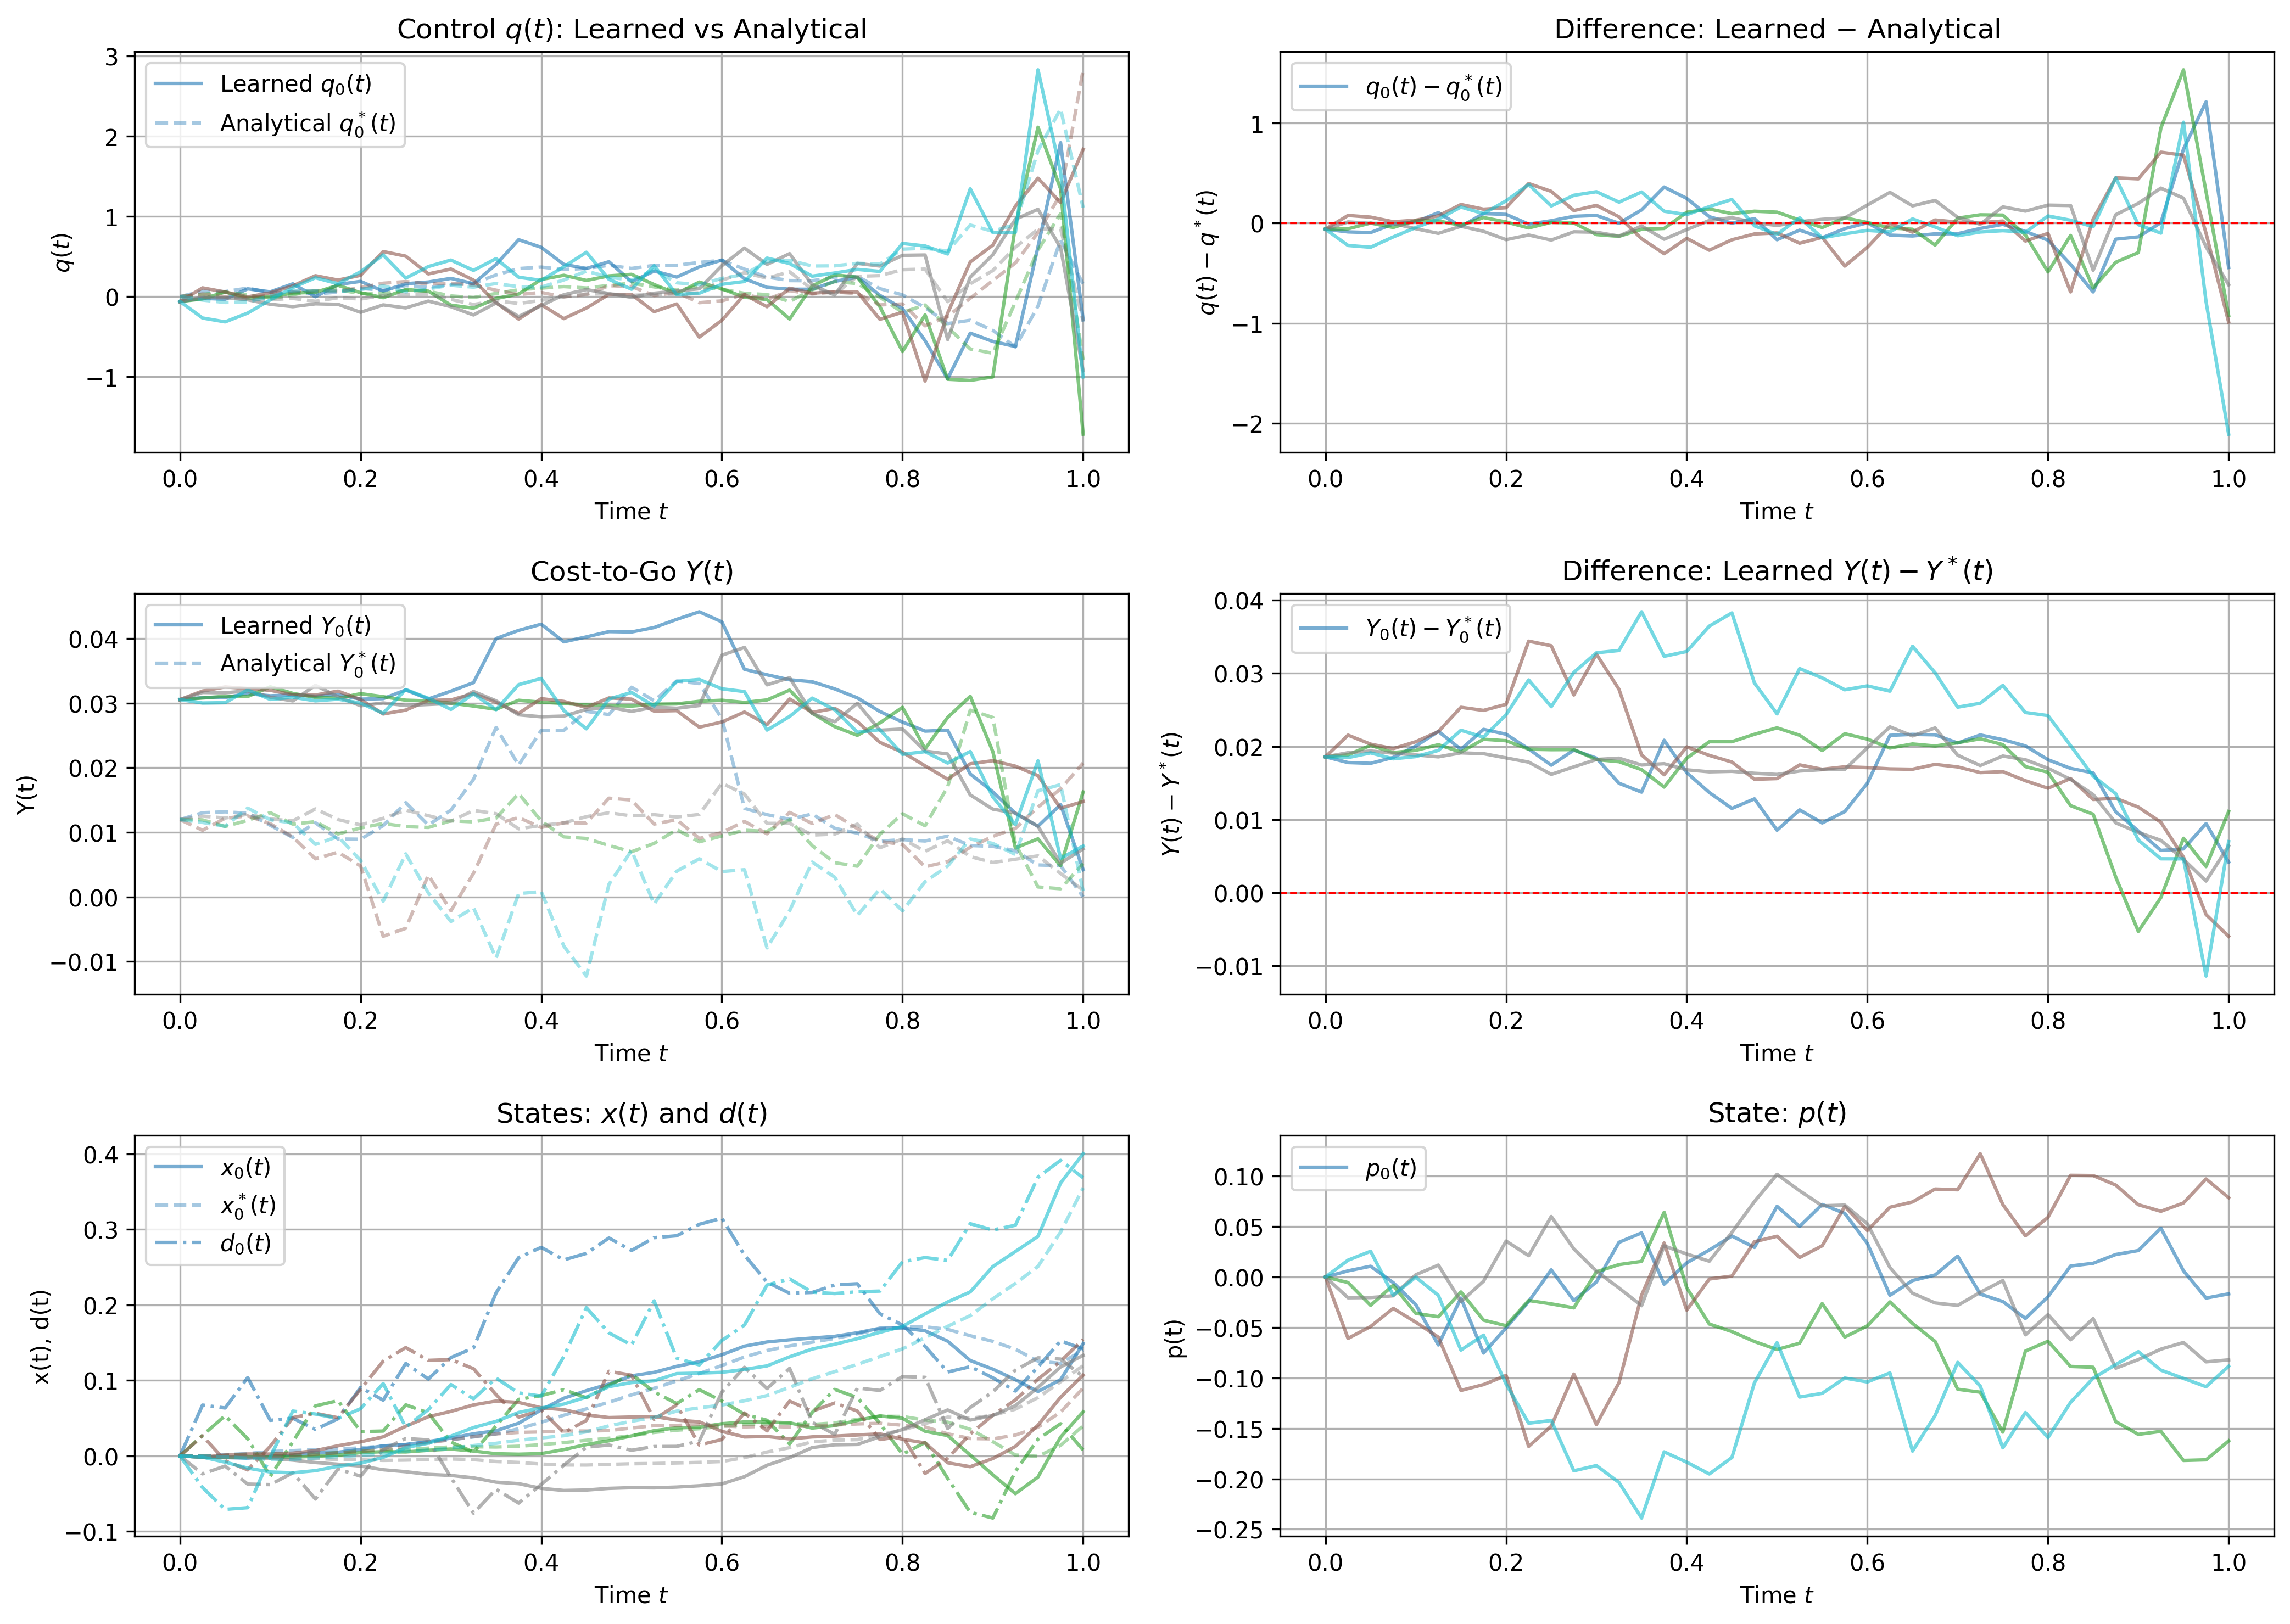 Control q(t): Learned vs Analytical
q(t)
3
2
1
0
−1
Learned q₀(t)
Analytical q₀*(t)
0.0 0.2 0.4 0.6 0.8 1.0
Time t
Difference: Learned − Analytical
q(t) − q*(t)
1
0
−1
−2
q₀(t) − q₀*(t)
0.0 0.2 0.4 0.6 0.8 1.0
Time t
Cost-to-Go Y(t)
Y(t)
0.04
0.03
0.02
0.01
0.00
−0.01
Learned Y₀(t)
Analytical Y₀*(t)
0.0 0.2 0.4 0.6 0.8 1.0
Time t
Difference: Learned Y(t) − Y*(t)
Y(t) − Y*(t)
0.04
0.03
0.02
0.01
0.00
−0.01
Y₀(t) − Y₀*(t)
0.0 0.2 0.4 0.6 0.8 1.0
Time t
States: x(t) and d(t)
x(t), d(t)
0.4
0.3
0.2
0.1
0.0
−0.1
x₀(t)
x₀*(t)
d₀(t)
0.0 0.2 0.4 0.6 0.8 1.0
Time t
State: p(t)
p(t)
0.10
0.05
0.00
−0.05
−0.10
−0.15
−0.20
−0.25
p₀(t)
0.0 0.2 0.4 0.6 0.8 1.0
Time t